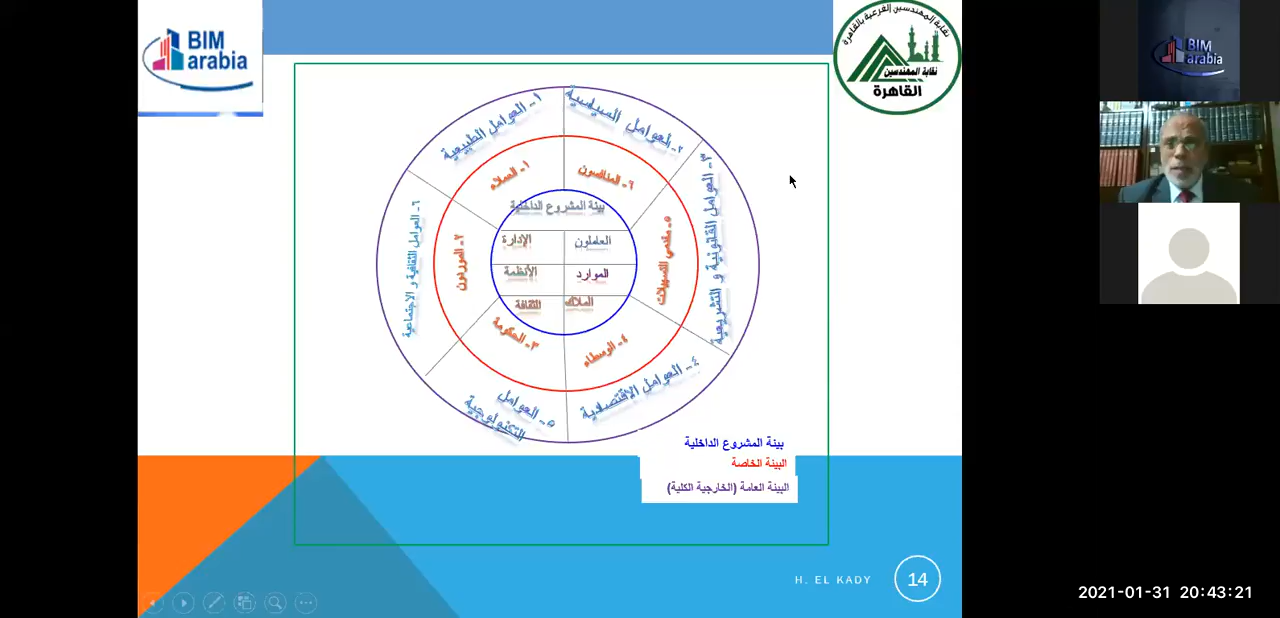 BIM
arabia
نقابة المهندسين الفرعية بالقاهرة
نقابة المهندسين
القاهرة
BIM
arabia
١- العوامل الطبيعية
٢- العوامل السياسية
٣- العوامل القانونية و التشريعية
٤- العوامل الاقتصادية
٥- العوامل
التكنولوجية
٦- العوامل الثقافية و الاجتماعية
١- العملاء
٢- الموردون
٣- الحكومة
٤- الوسطاء
٥- مقدمي التسهيلات
٦- المنافسون
بيئة المشروع الداخلية
العاملون
الإدارة
الموارد
الأنظمة
الملاك
الثقافة
بيئة المشروع الداخلية
البيئة الخاصة
البيئة العامة (الخارجية الكلية)
H. EL KADY
14
2021-01-31 20:43:21